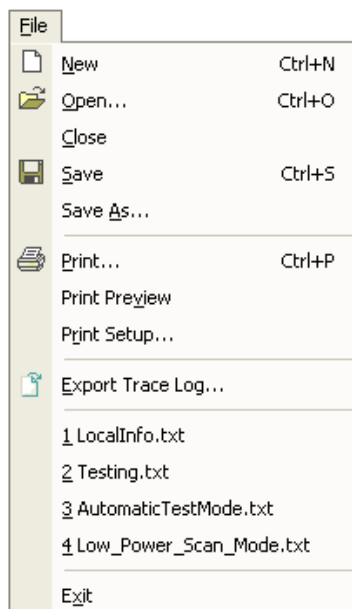 File
New Ctrl+N
Open... Ctrl+O
Close
Save Ctrl+S
Save As...
Print... Ctrl+P
Print Preview
Print Setup...
Export Trace Log...
1 LocalInfo.txt
2 Testing.txt
3 AutomaticTestMode.txt
4 Low_Power_Scan_Mode.txt
Exit